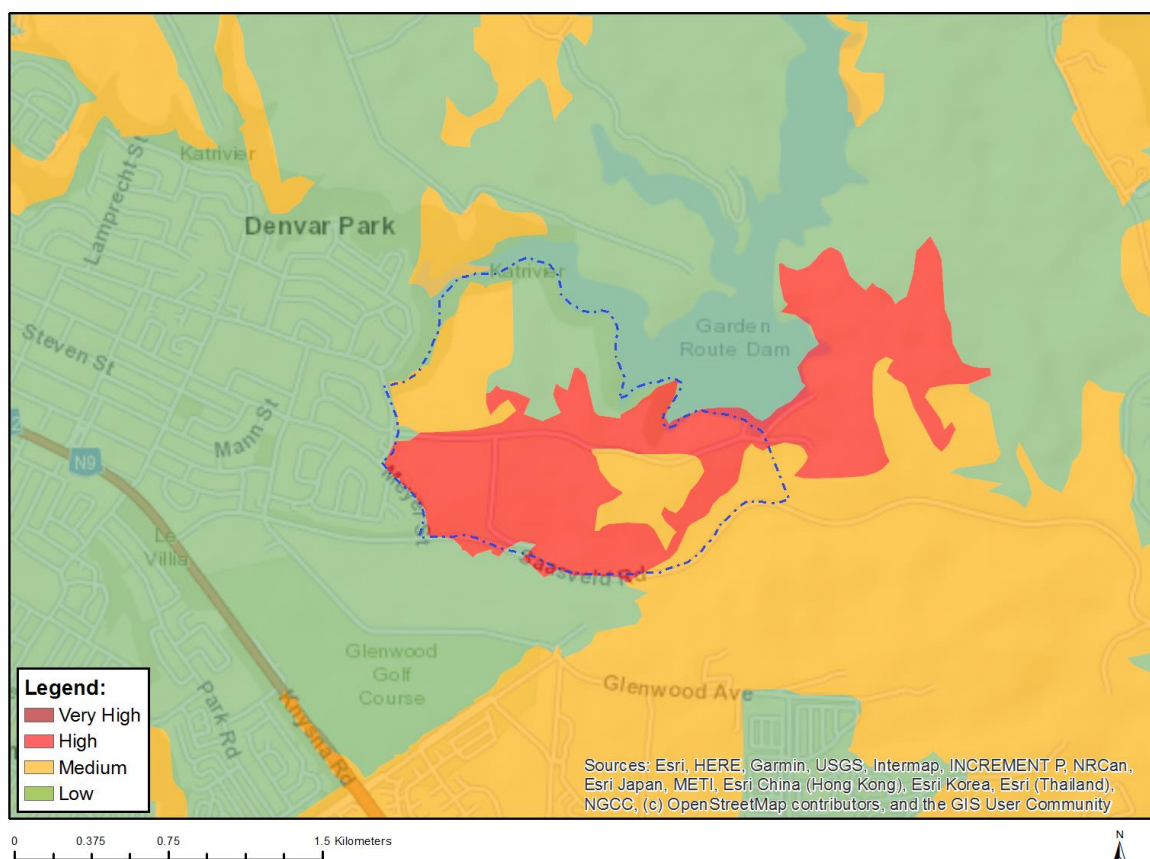 Katrivier
Lamprecht St
Denvar Park
Katrivier
Garden
Route Dam
Steven St
Mann St
N9
Meyer St
Le
Villia
Saasveld Rd
Glenwood
Golf
Course
Glenwood Ave
Park Rd
Knysna Rd
Legend:
Very High
High
Medium
Low
Sources: Esri, HERE, Garmin, USGS, Intermap, INCREMENT P, NRCan,
Esri Japan, METI, Esri China (Hong Kong), Esri Korea, Esri (Thailand),
NGCC, (c) OpenStreetMap contributors, and the GIS User Community
0 0.375 0.75 1.5 Kilometers
N